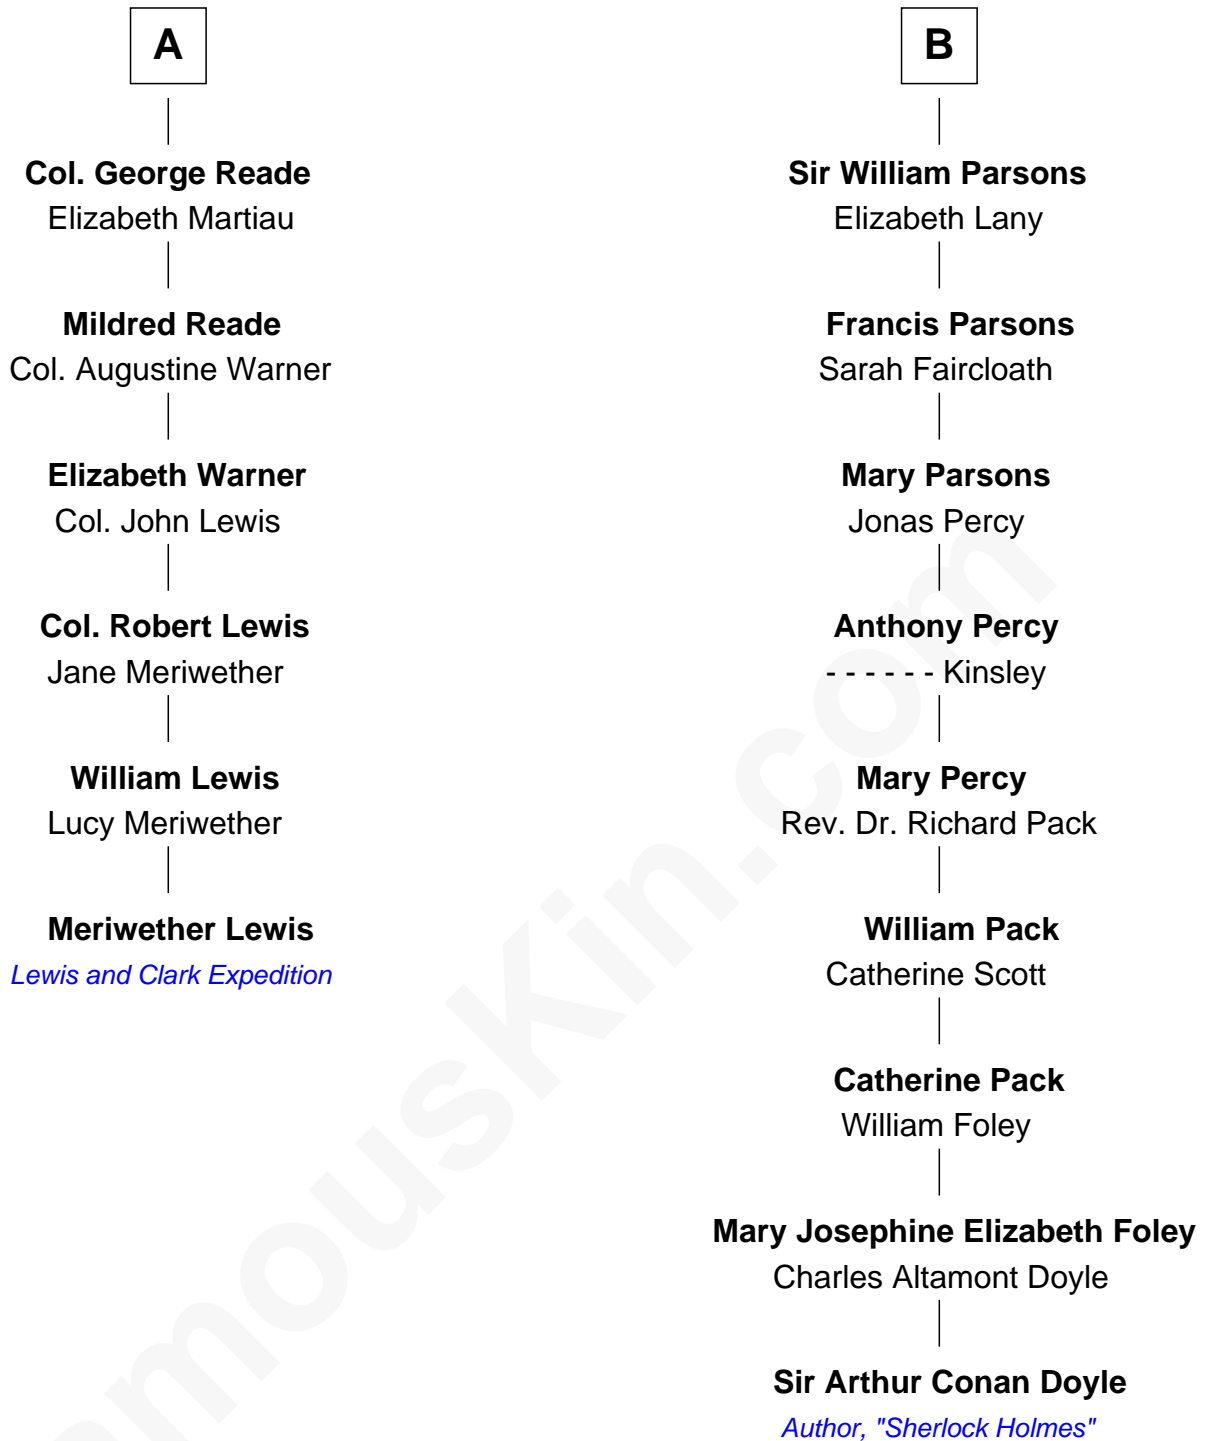 A
Col. George Reade
Elizabeth Martiau
Mildred Reade
Col. Augustine Warner
Elizabeth Warner
Col. John Lewis
Col. Robert Lewis
Jane Meriwether
William Lewis
Lucy Meriwether
Meriwether Lewis
Lewis and Clark Expedition
B
Sir William Parsons
Elizabeth Lany
Francis Parsons
Sarah Faircloath
Mary Parsons
Jonas Percy
Anthony Percy
- - - - - - Kinsley
Mary Percy
Rev. Dr. Richard Pack
William Pack
Catherine Scott
Catherine Pack
William Foley
Mary Josephine Elizabeth Foley
Charles Altamont Doyle
Sir Arthur Conan Doyle
Author, "Sherlock Holmes"
amousKin.com